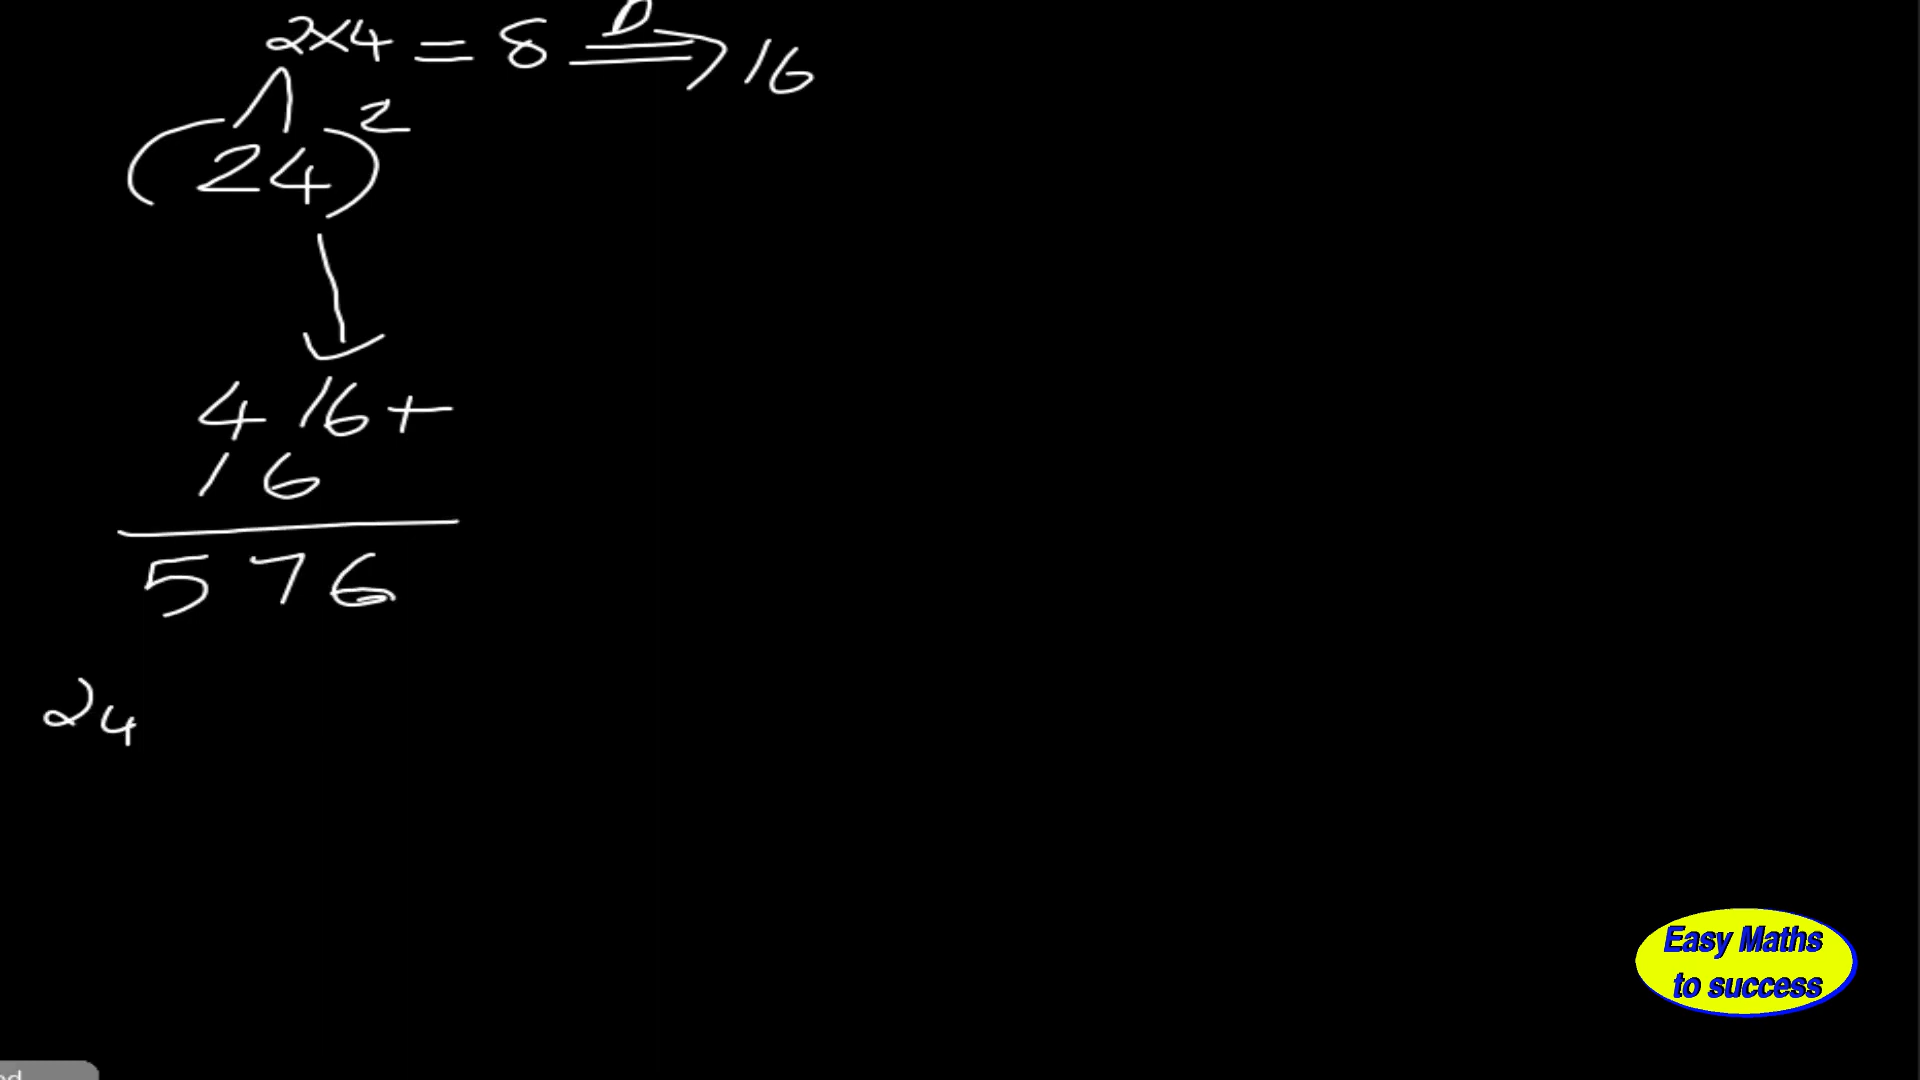 2×4 = 8 D⇒ 16
(24)²
↓
4 16+
16
576
24
Easy Maths
to success